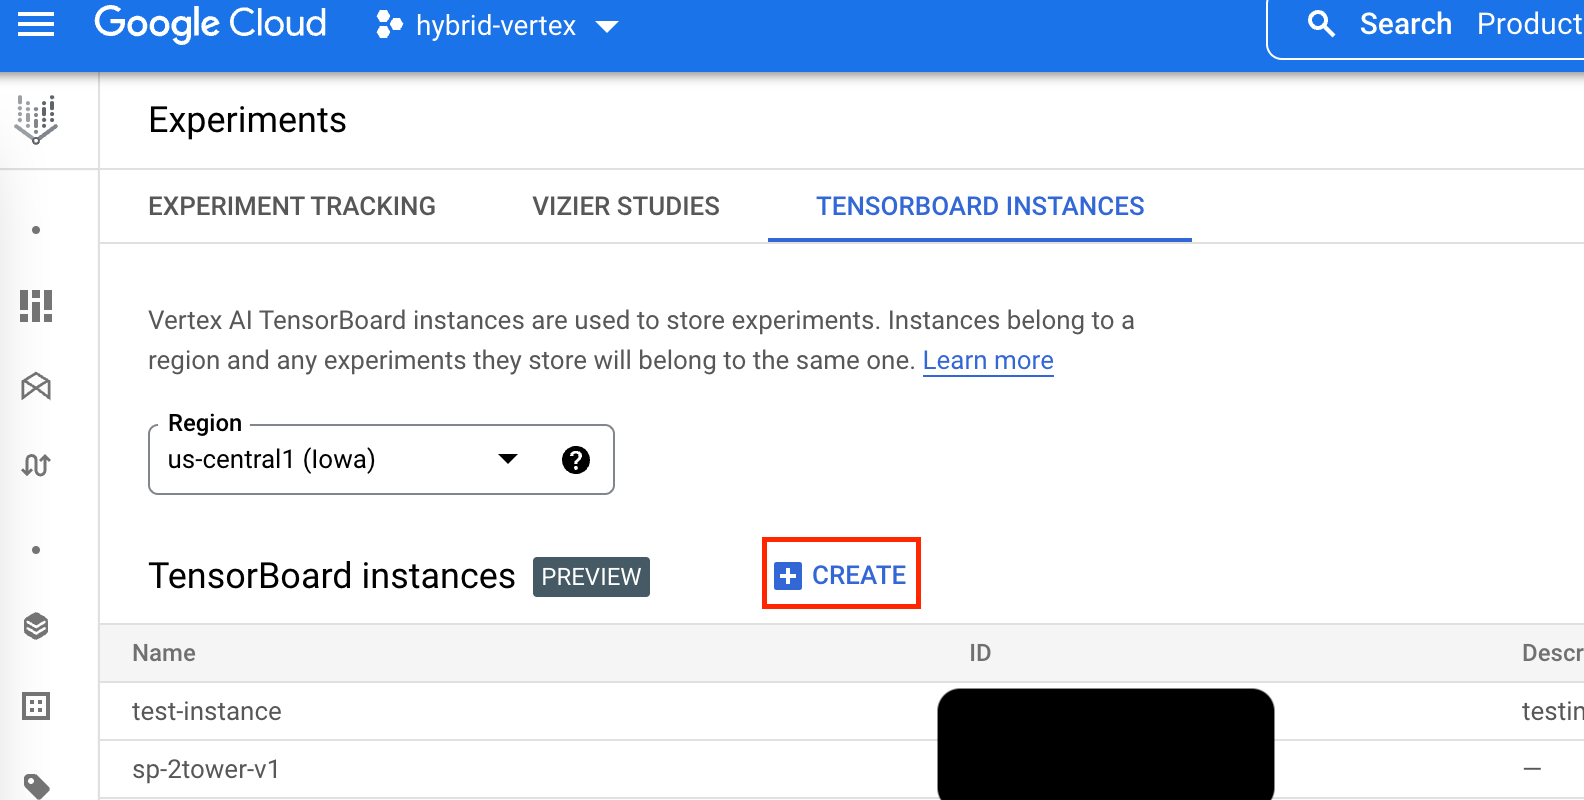 Google Cloud hybrid-vertex Search Product
Experiments
EXPERIMENT TRACKING VIZIER STUDIES TENSORBOARD INSTANCES
Vertex AI TensorBoard instances are used to store experiments. Instances belong to a
region and any experiments they store will belong to the same one. Learn more
Region
us-central1 (Iowa) ?
TensorBoard instances PREVIEW CREATE
Name ID Descr
test-instance testin
sp-2tower-v1 —